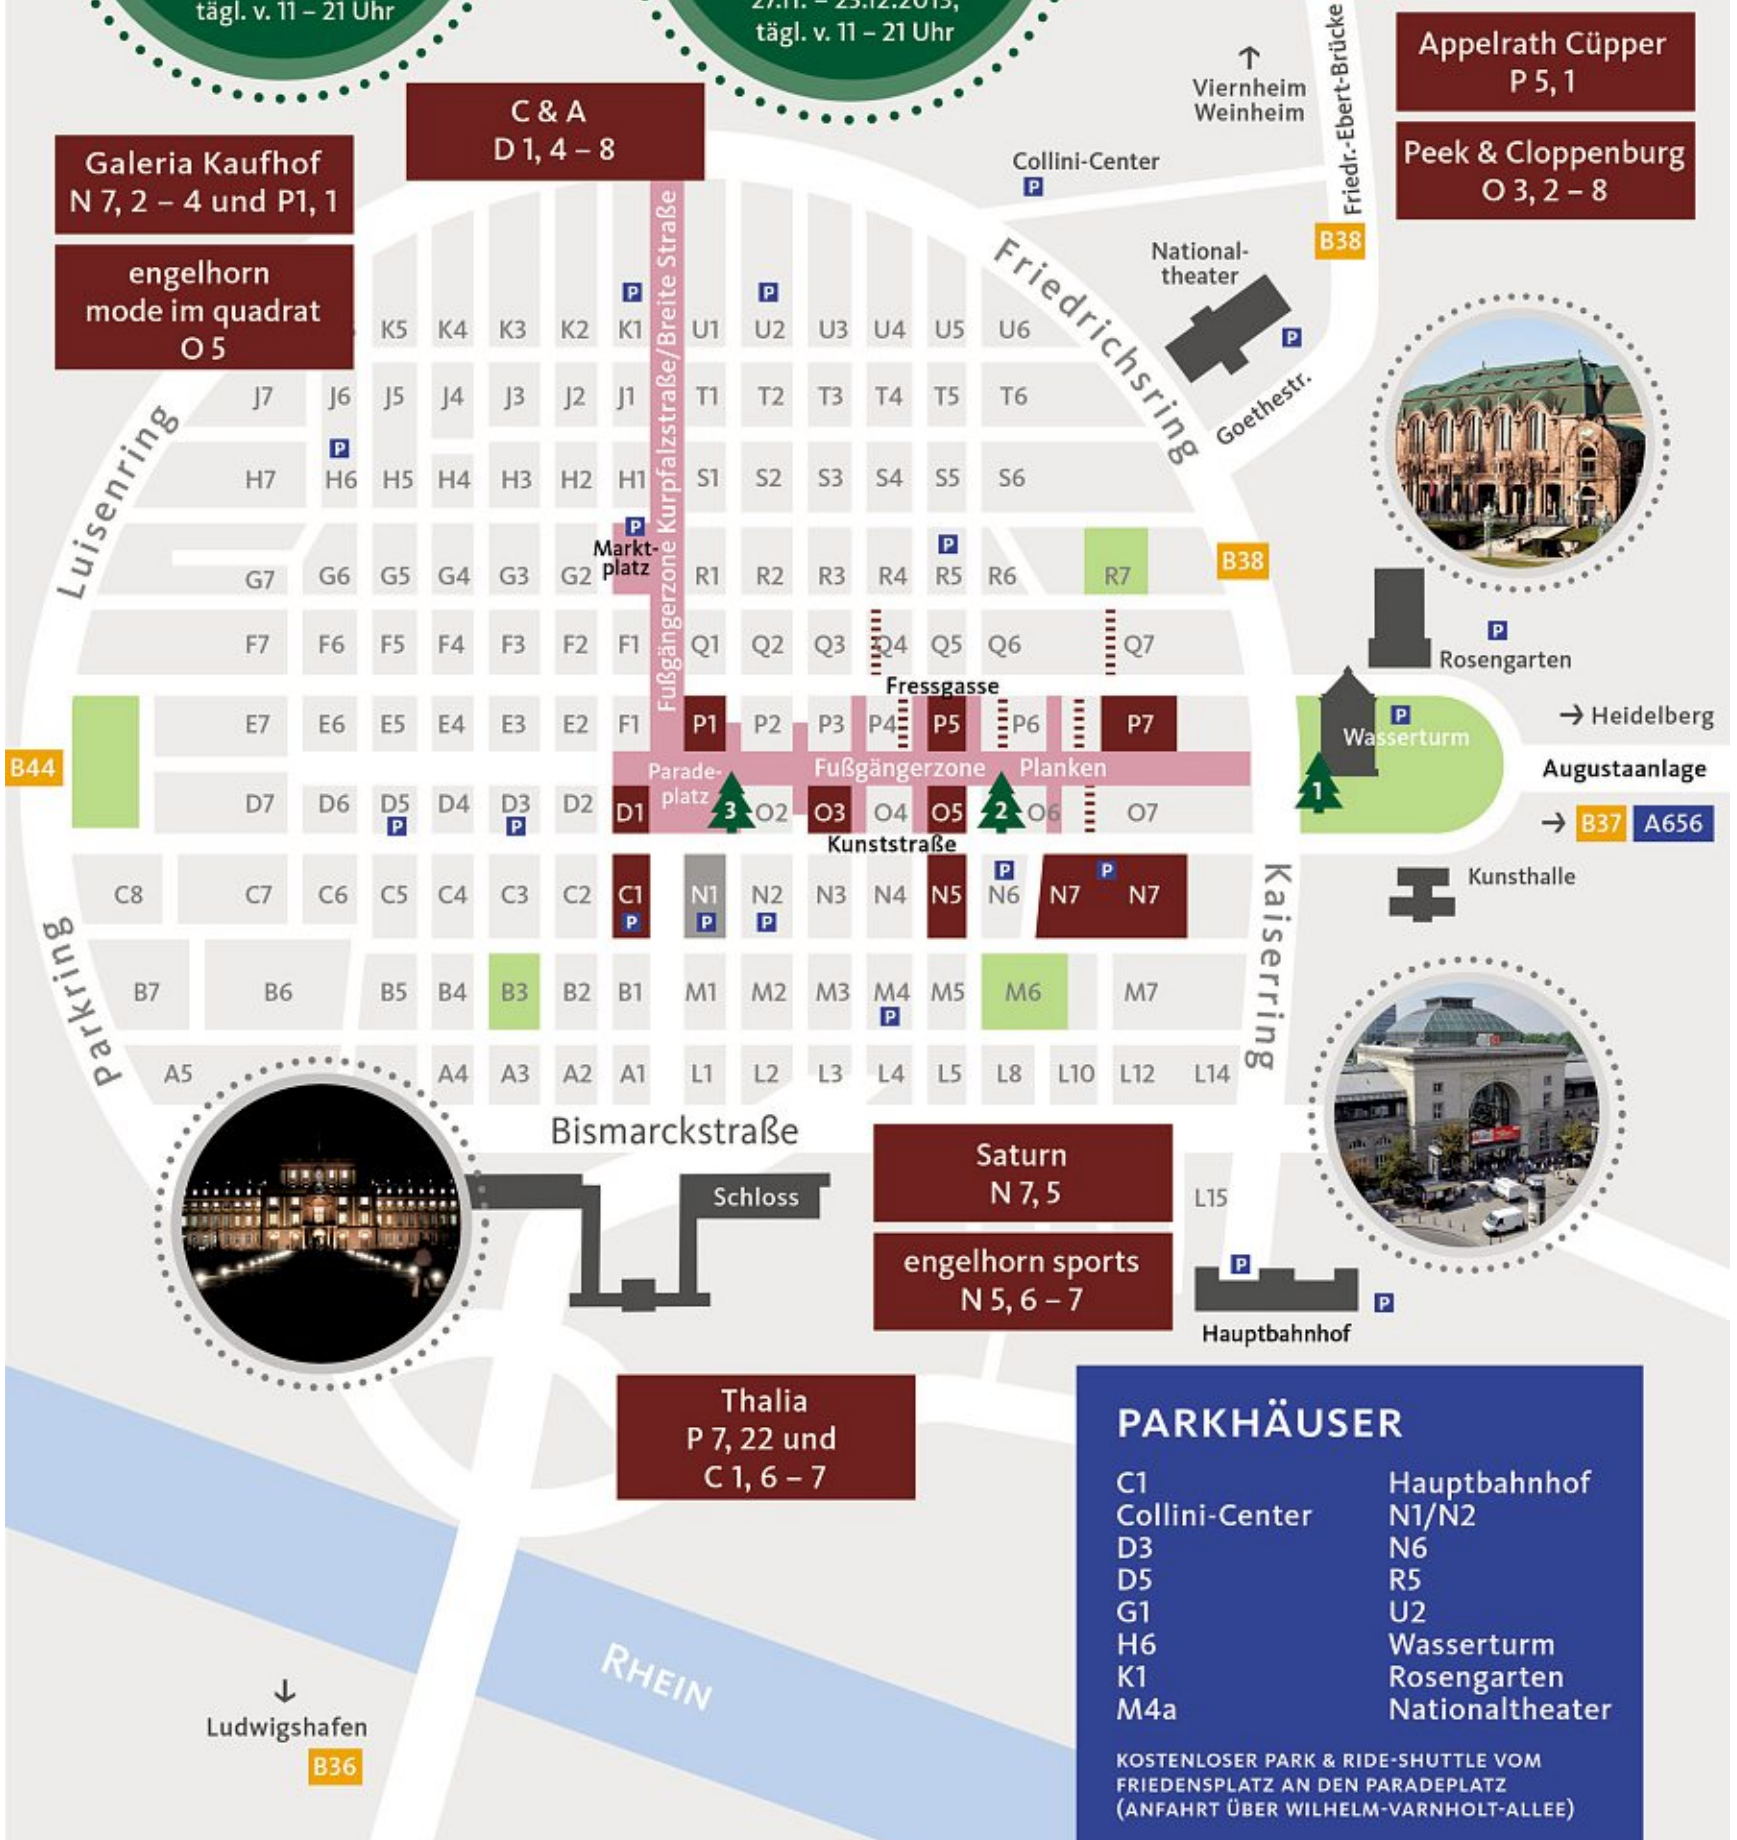 tägl. v. 11 – 21 Uhr
tägl. v. 11 – 21 Uhr
Appelrath Cüpper
P 5, 1
Peek & Cloppenburg
O 3, 2 – 8
C & A
D 1, 4 – 8
Galeria Kaufhof
N 7, 2 – 4 und P1, 1
engelhorn
mode im quadrat
O 5
↑
Viernheim
Weinheim
Friedr.-Ebert-Brücke
Collini-Center
P
B38
National-
theater
P
Goethestr.
Friedrichsring
Luisenring
Fußgängerzone Kurpfalzstraße/Breite Straße
P P
K5 K4 K3 K2 K1 U1 U2 U3 U4 U5 U6
J7 J6 J5 J4 J3 J2 J1 T1 T2 T3 T4 T5 T6
P
H7 H6 H5 H4 H3 H2 H1 S1 S2 S3 S4 S5 S6
P
Markt-
platz
P
B38
G7 G6 G5 G4 G3 G2 R1 R2 R3 R4 R5 R6 R7
F7 F6 F5 F4 F3 F2 F1 Q1 Q2 Q3 Q4 Q5 Q6 Q7
P
Rosengarten
Fressgasse
E7 E6 E5 E4 E3 E2 F1 P1 P2 P3 P4 P5 P6 P7
P
Wasserturm
→ Heidelberg
B44
Parade-
platz
Fußgängerzone Planken
Augustaanlage
D7 D6 D5 D4 D3 D2 D1 3 O2 O3 O4 O5 2 O6 O7 1
P P
→ B37 A656
Kunststraße
P P
Kunsthalle
C8 C7 C6 C5 C4 C3 C2 C1 N1 N2 N3 N4 N5 N6 N7 N7
P P P
Kaiserring
Parkring
B7 B6 B5 B4 B3 B2 B1 M1 M2 M3 M4 M5 M6 M7
P
A5 A4 A3 A2 A1 L1 L2 L3 L4 L5 L8 L10 L12 L14
Bismarckstraße
Schloss
Saturn
N 7, 5
L15
engelhorn sports
N 5, 6 – 7
P
P
Hauptbahnhof
Thalia
P 7, 22 und
C 1, 6 – 7
RHEIN
↓
Ludwigshafen
B36
PARKHÄUSER
C1
Collini-Center
D3
D5
G1
H6
K1
M4a
Hauptbahnhof
N1/N2
N6
R5
U2
Wasserturm
Rosengarten
Nationaltheater
KOSTENLOSER PARK & RIDE-SHUTTLE VOM
FRIEDENSPLATZ AN DEN PARADEPLATZ
(ANFAHRT ÜBER WILHELM-VARNHOLT-ALLEE)